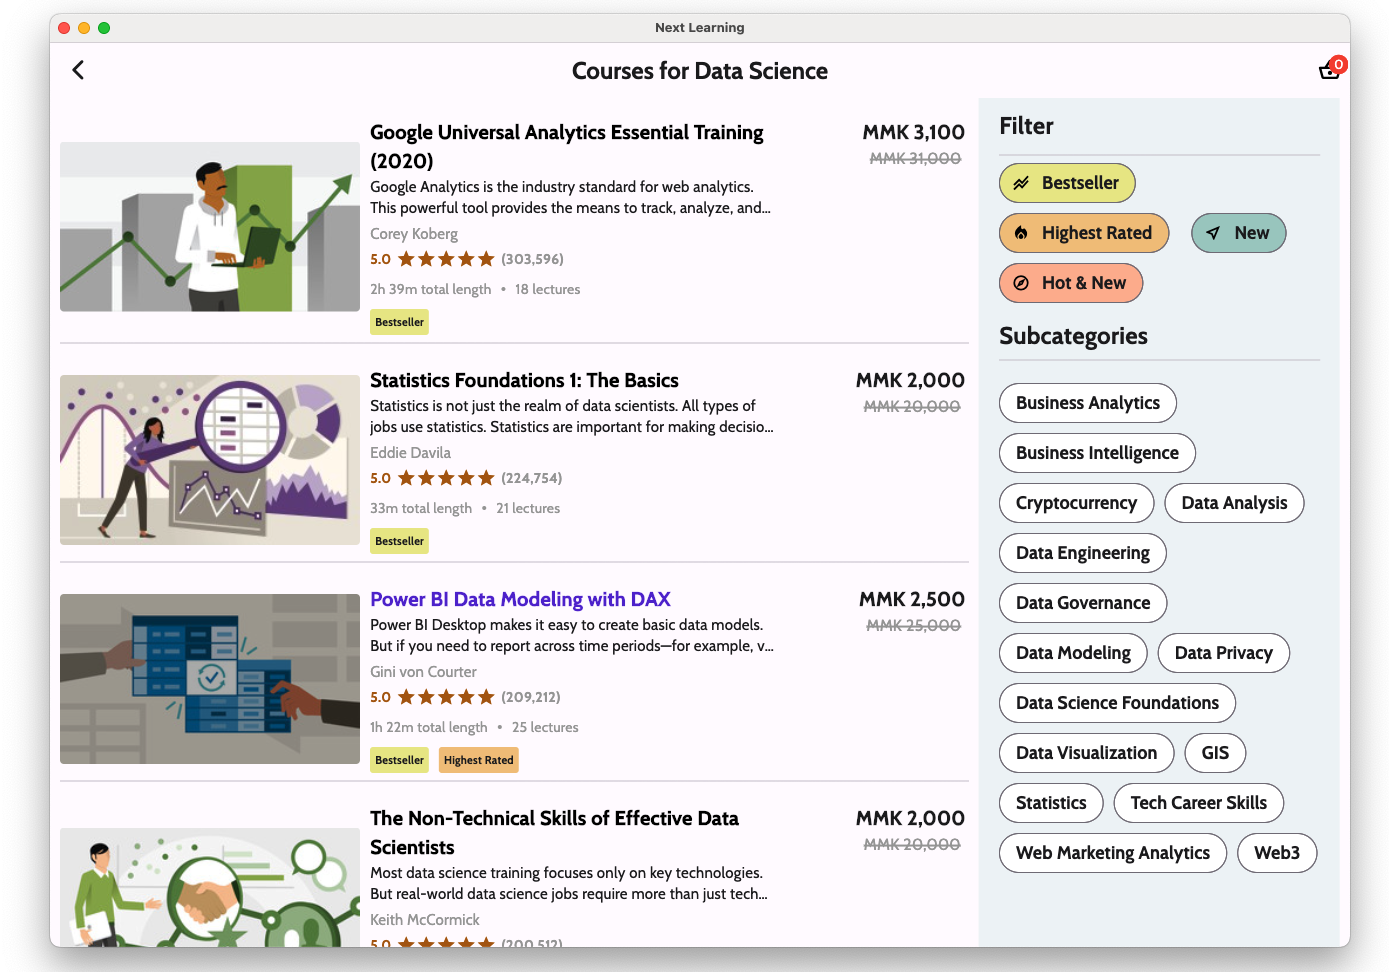 Next Learning
Courses for Data Science
0
Google Universal Analytics Essential Training
(2020)
MMK 3,100
MMK 31,000
Google Analytics is the industry standard for web analytics.
This powerful tool provides the means to track, analyze, and...
Corey Koberg
5.0 (303,596)
2h 39m total length • 18 lectures
Bestseller
Statistics Foundations 1: The Basics
MMK 2,000
MMK 20,000
Statistics is not just the realm of data scientists. All types of
jobs use statistics. Statistics are important for making decisio...
Eddie Davila
5.0 (224,754)
33m total length • 21 lectures
Bestseller
Power BI Data Modeling with DAX
MMK 2,500
MMK 25,000
Power BI Desktop makes it easy to create basic data models.
But if you need to report across time periods—for example, v...
Gini von Courter
5.0 (209,212)
1h 22m total length • 25 lectures
Bestseller Highest Rated
The Non-Technical Skills of Effective Data
Scientists
MMK 2,000
MMK 20,000
Most data science training focuses only on key technologies.
But real-world data science jobs require more than just tech...
Keith McCormick
5.0 (200,512)
Filter
Bestseller
Highest Rated New
Hot & New
Subcategories
Business Analytics
Business Intelligence
Cryptocurrency Data Analysis
Data Engineering
Data Governance
Data Modeling Data Privacy
Data Science Foundations
Data Visualization GIS
Statistics Tech Career Skills
Web Marketing Analytics Web3